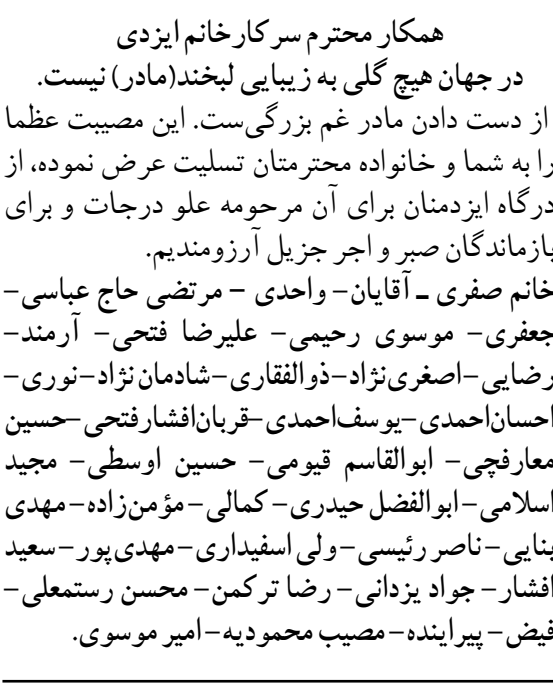 همکار محترم سرکارخانم ایزدی
در جهان هیچ گلی به زیبایی لبخند(مادر) نیست.
از دست دادن مادر غم بزرگی‌ست. این مصیبت عظما
را به شما و خانواده محترمتان تسلیت عرض نموده، از
درگاه ایزدمنان برای آن مرحومه علو درجات و برای
بازماندگان صبر و اجر جزیل آرزومندیم.
خانم صفری – آقایان– واحدی – مرتضی حاج عباسی–
جعفری– موسوی رحیمی– علیرضا فتحی– آرمند–
رضایی–اصغری‌نژاد–ذوالفقاری–شادمان‌نژاد–نوری–
احسان‌احمدی–یوسف‌احمدی–قربان‌افشارفتحی–حسین
معارفچی– ابوالقاسم قیومی– حسین اوسطی– مجید
اسلامی–ابوالفضل حیدری– کمالی–مؤمن‌زاده–مهدی
بنایی–ناصر رئیسی–ولی اسفیداری–مهدی‌پور–سعید
افشار– جواد یزدانی– رضا ترکمن– محسن رستمعلی–
فیض–پیراینده–مصیب محمودیه–امیر موسوی.